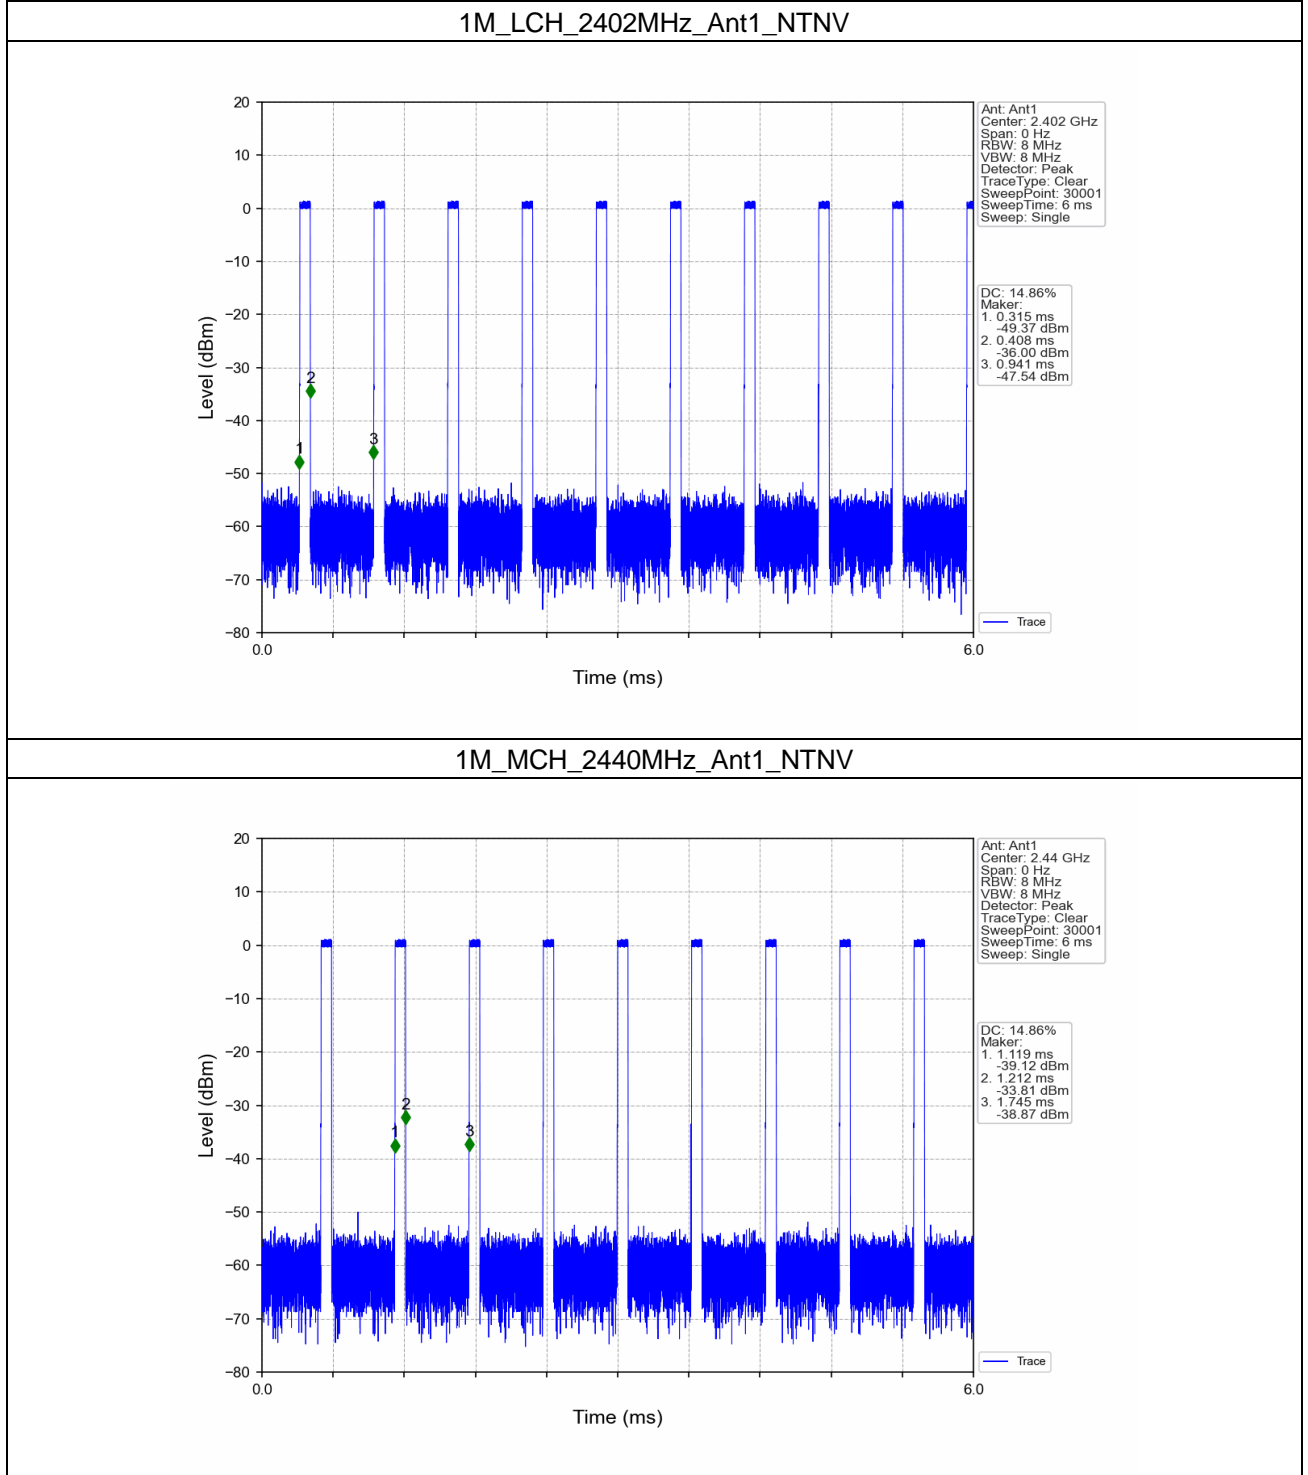 1M_LCH_2402MHz_Ant1_NTNV
20
10
0
−10
−20
−30
−40
−50
−60
−70
−80
Level (dBm)
0.0
6.0
Time (ms)
1
2
3
Ant: Ant1
Center: 2.402 GHz
Span: 0 Hz
RBW: 8 MHz
VBW: 8 MHz
Detector: Peak
TraceType: Clear
SweepPoint: 30001
SweepTime: 6 ms
Sweep: Single
DC: 14.86%
Maker:
1. 0.315 ms
-49.37 dBm
2. 0.408 ms
-36.00 dBm
3. 0.941 ms
-47.54 dBm
Trace
1M_MCH_2440MHz_Ant1_NTNV
20
10
0
−10
−20
−30
−40
−50
−60
−70
−80
Level (dBm)
0.0
6.0
Time (ms)
1
2
3
Ant: Ant1
Center: 2.44 GHz
Span: 0 Hz
RBW: 8 MHz
VBW: 8 MHz
Detector: Peak
TraceType: Clear
SweepPoint: 30001
SweepTime: 6 ms
Sweep: Single
DC: 14.86%
Maker:
1. 1.119 ms
-39.12 dBm
2. 1.212 ms
-33.81 dBm
3. 1.745 ms
-38.87 dBm
Trace